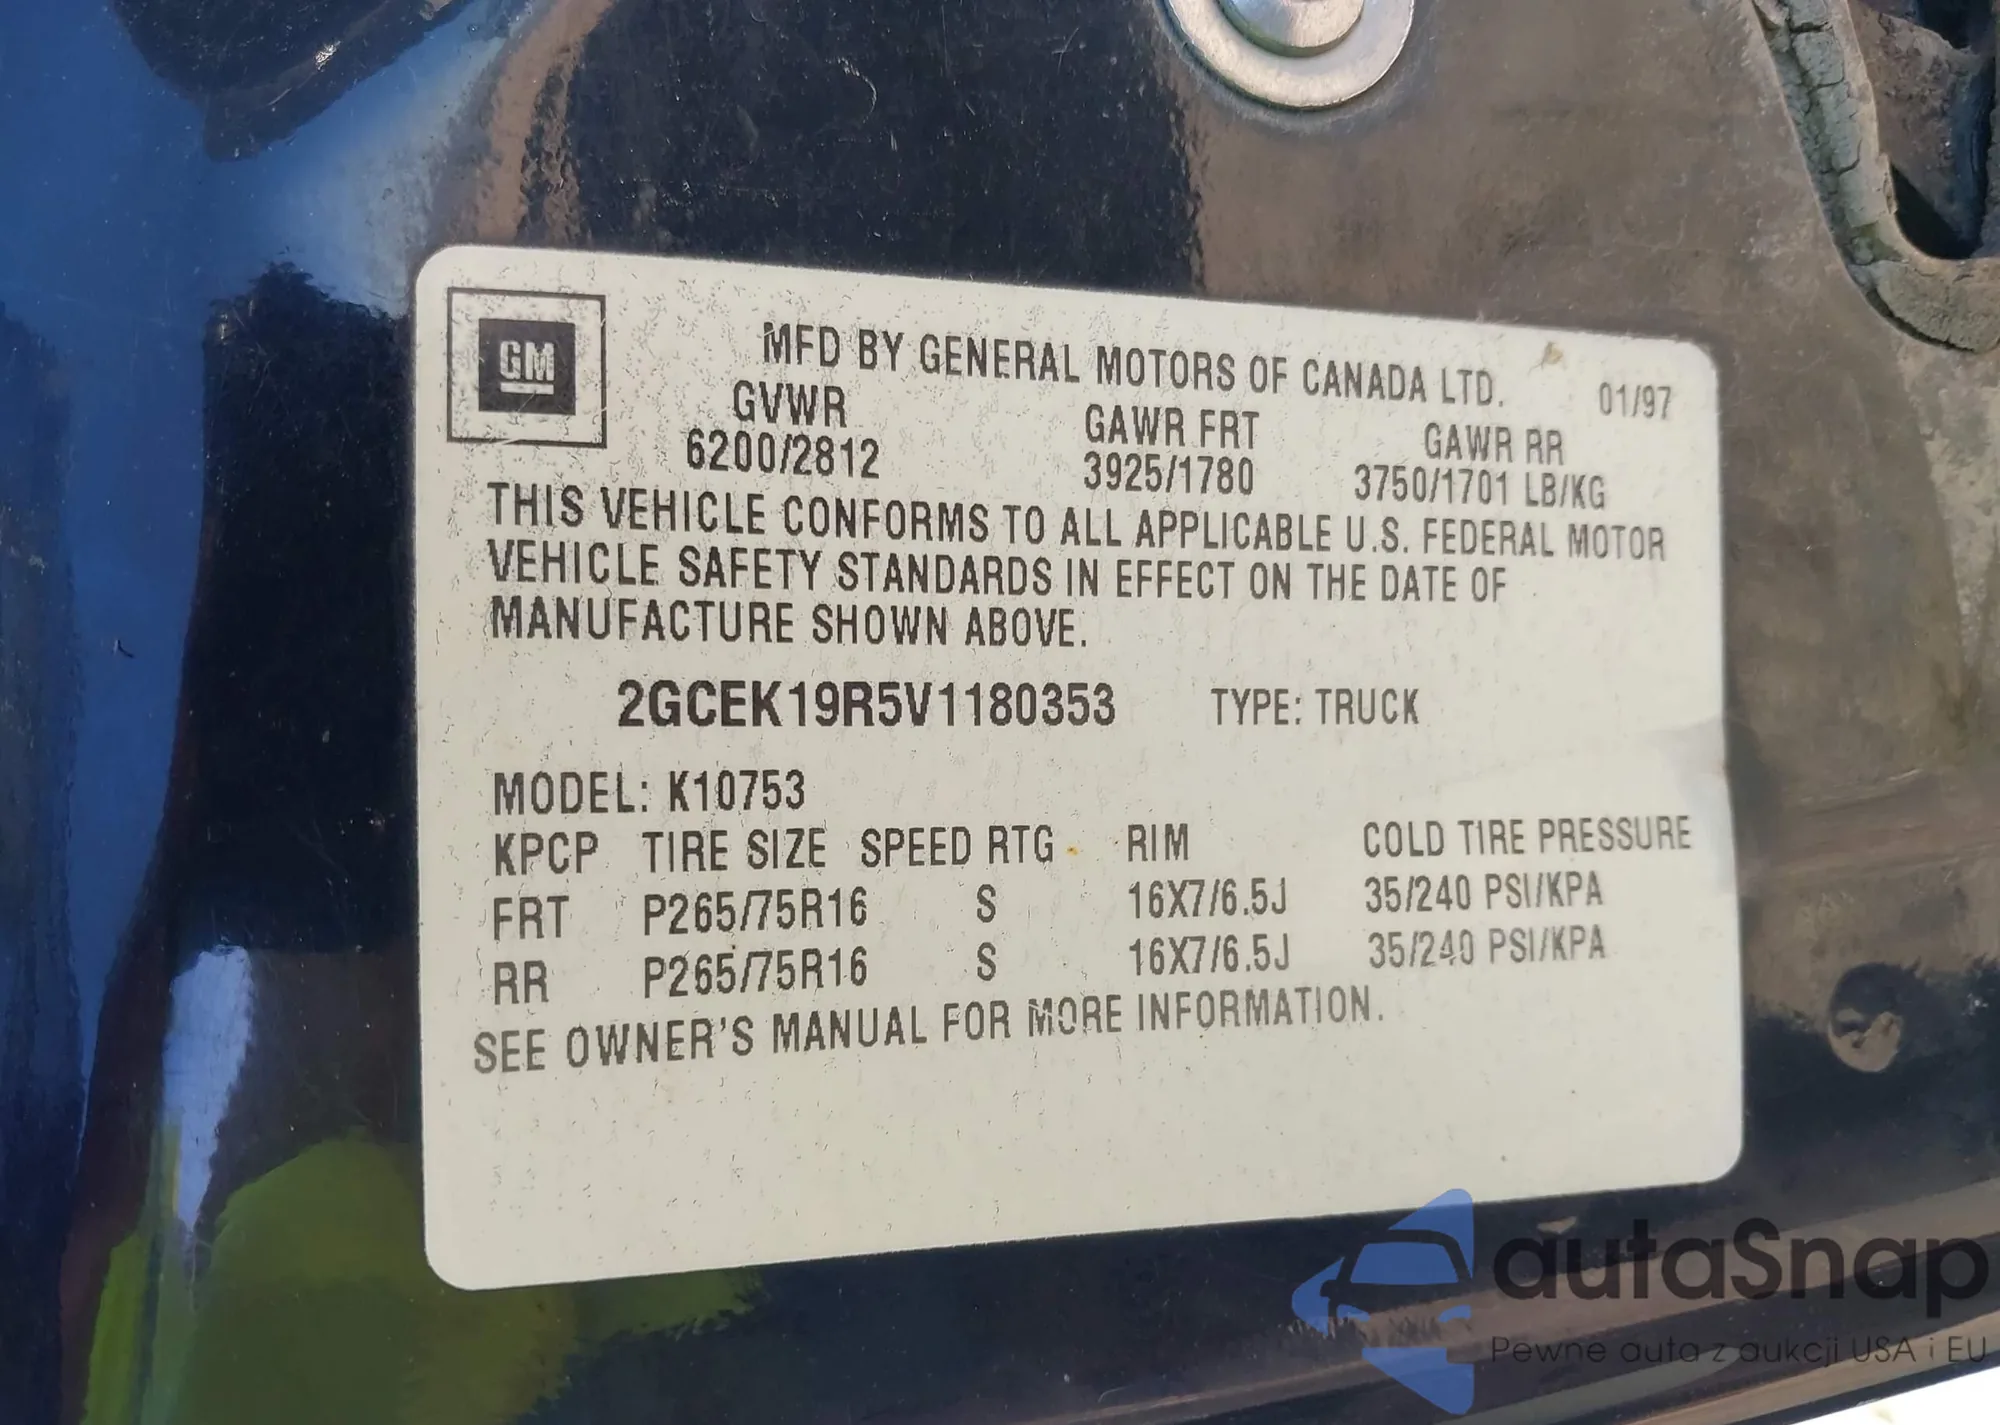 GM
MFD BY GENERAL MOTORS OF CANADA LTD. 01/97
GVWR GAWR FRT GAWR RR
6200/2812 3925/1780 3750/1701 LB/KG
THIS VEHICLE CONFORMS TO ALL APPLICABLE U.S. FEDERAL MOTOR
VEHICLE SAFETY STANDARDS IN EFFECT ON THE DATE OF
MANUFACTURE SHOWN ABOVE.
2GCEK19R5V1180353 TYPE: TRUCK
MODEL: K10753
KPCP TIRE SIZE SPEED RTG RIM COLD TIRE PRESSURE
FRT P265/75R16 S 16X7/6.5J 35/240 PSI/KPA
RR P265/75R16 S 16X7/6.5J 35/240 PSI/KPA
SEE OWNER'S MANUAL FOR MORE INFORMATION.
autaSnap
Pewne auta z aukcji USA i EU